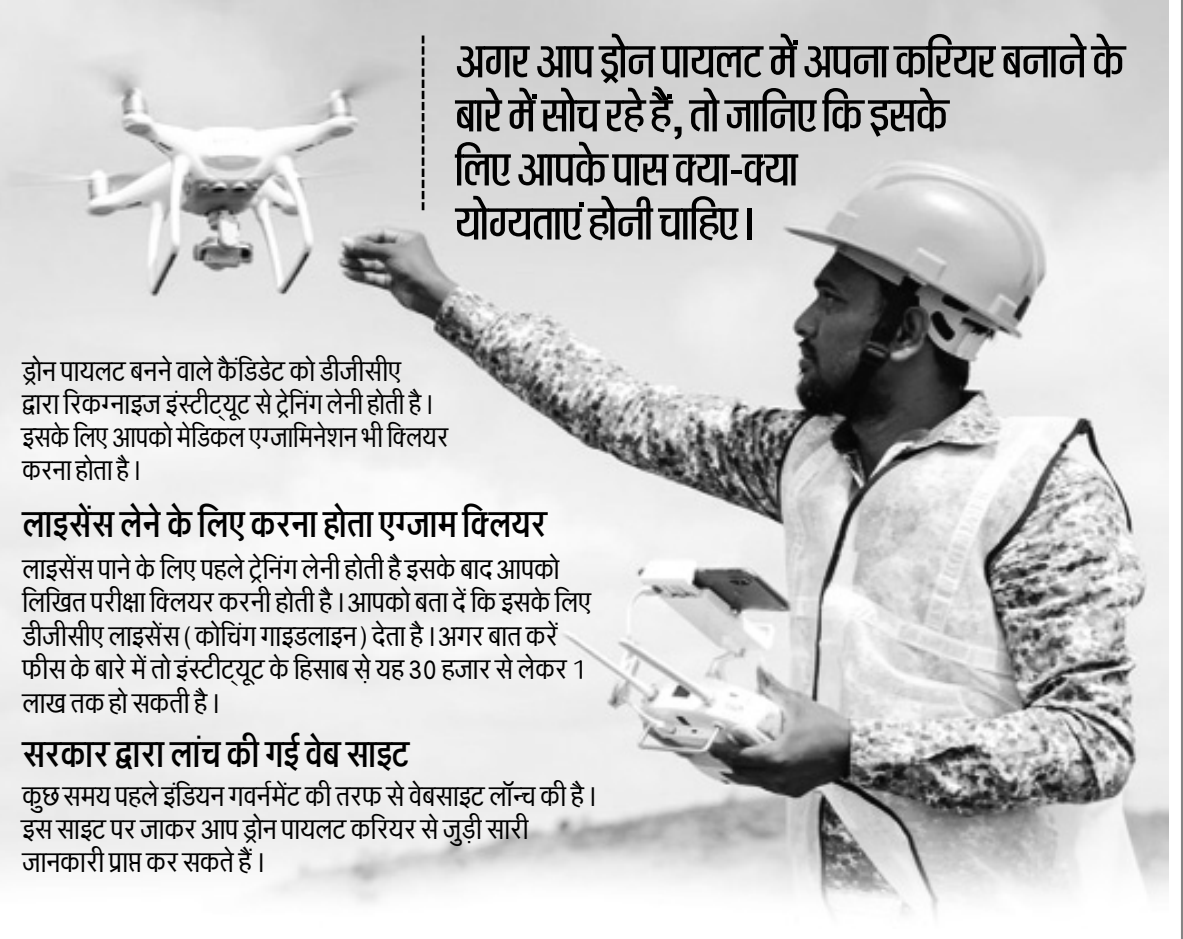 अगर आप ड्रोन पायलट में अपना करियर बनाने के
बारे में सोच रहे हैं, तो जानिए कि इसके
लिए आपके पास क्या-क्या
योग्यताएं होनी चाहिए।
ड्रोन पायलट बनने वाले कैंडिडेट को डीजीसीए
द्वारा रिकग्नाइज इंस्टीट्यूट से ट्रेनिंग लेनी होती है।
इसके लिए आपको मेडिकल एग्जामिनेशन भी क्लियर
करना होता है।
लाइसेंस लेने के लिए करना होता एग्जाम क्लियर
लाइसेंस पाने के लिए पहले ट्रेनिंग लेनी होती है इसके बाद आपको
लिखित परीक्षा क्लियर करनी होती है।आपको बता दें कि इसके लिए
डीजीसीए लाइसेंस ( कोचिंग गाइडलाइन ) देता है।अगर बात करें
फीस के बारे में तो इंस्टीट्यूट के हिसाब से़ यह 30 हजार से लेकर 1
लाख तक हो सकती है।
सरकार द्वारा लांच की गई वेब साइट
कुछ समय पहले इंडियन गवर्नमेंट की तरफ से वेबसाइट लॉन्च की है।
इस साइट पर जाकर आप ड्रोन पायलट करियर से जुड़ी सारी
जानकारी प्राप्त कर सकते हैं।